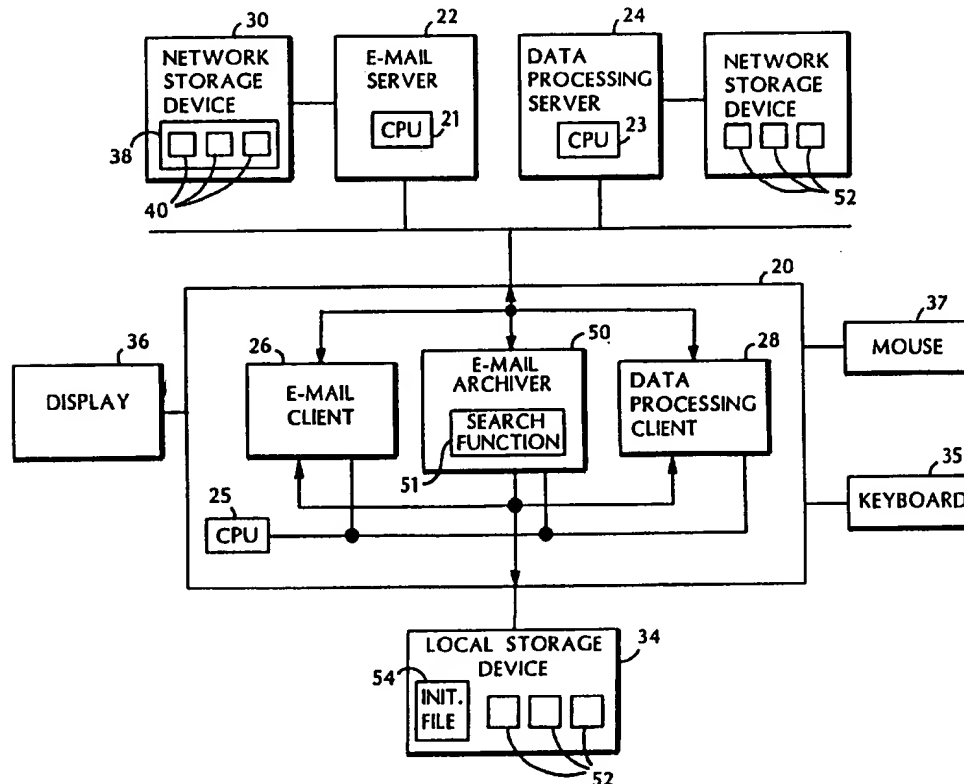 30
NETWORK
STORAGE
DEVICE
38
40
22
E-MAIL
SERVER
CPU
21
24
DATA
PROCESSING
SERVER
CPU
23
NETWORK
STORAGE
DEVICE
52
20
36
DISPLAY
26
E-MAIL
CLIENT
50
E-MAIL
ARCHIVER
SEARCH
FUNCTION
51
28
DATA
PROCESSING
CLIENT
37
MOUSE
35
KEYBOARD
25
CPU
LOCAL STORAGE
DEVICE
34
54
INIT.
FILE
52